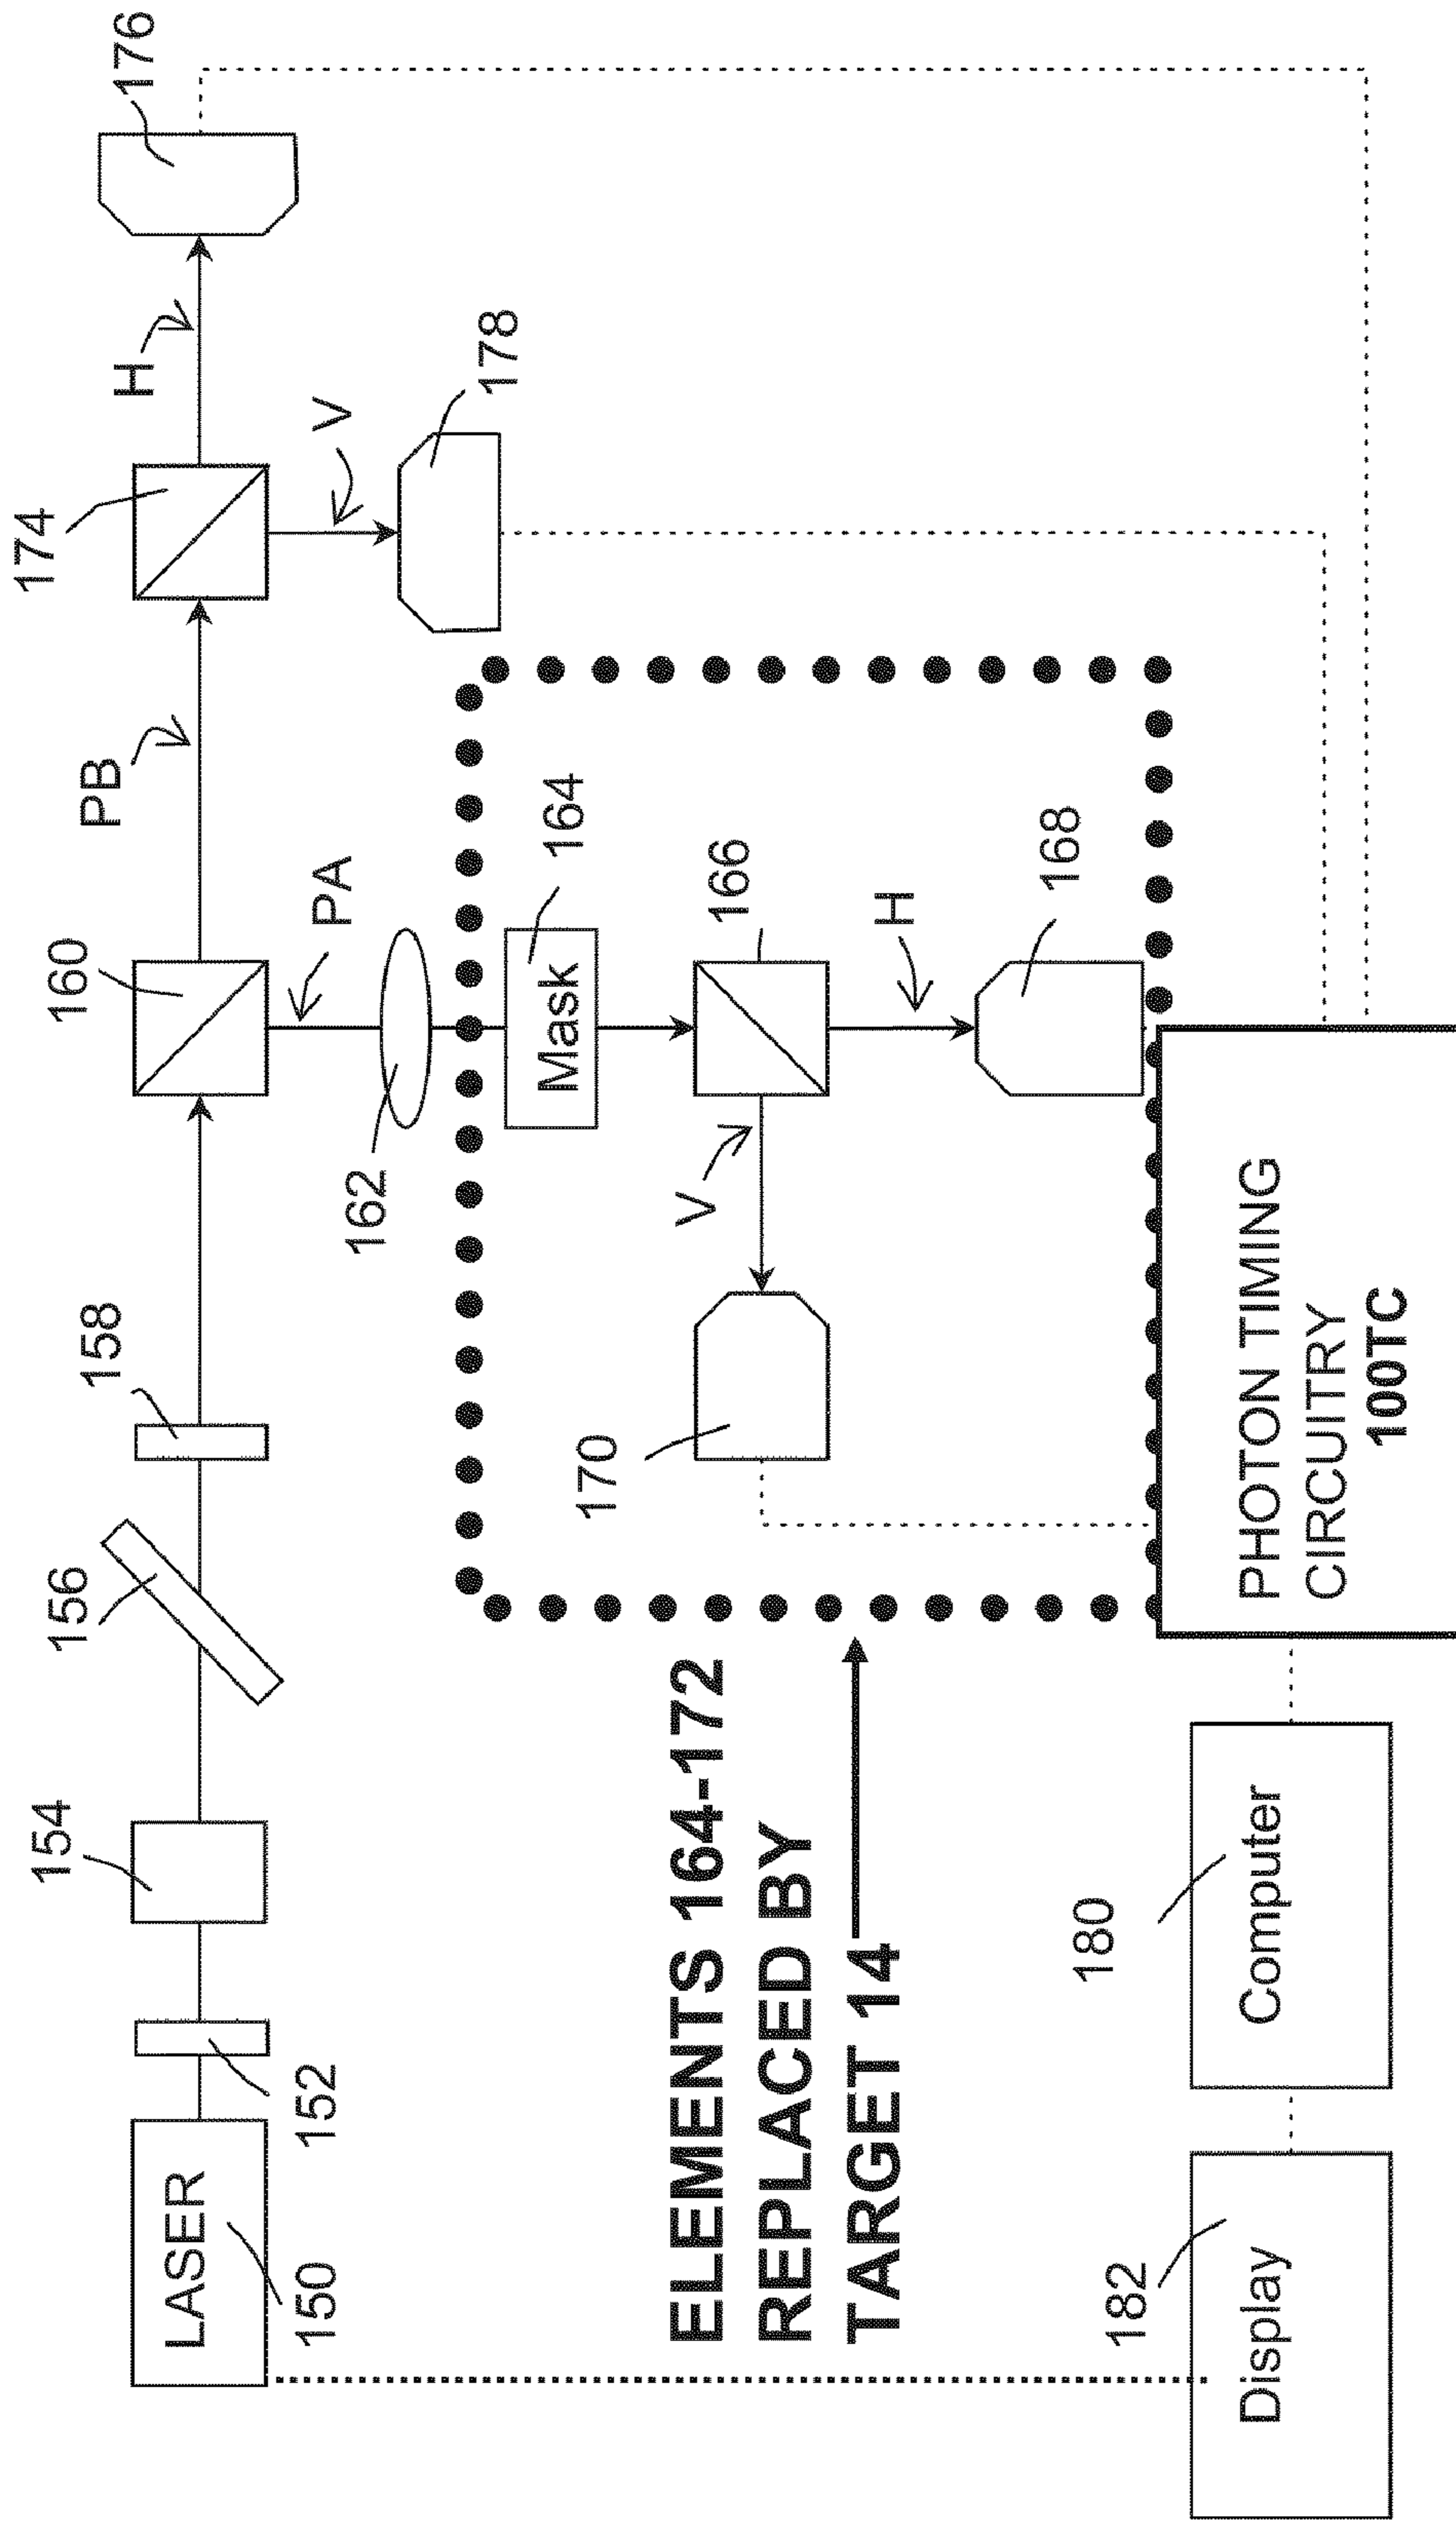 LASER
150
152
154
156
158
160
PB
174
H
176
V
178
PA
162
Mask
164
166
V
H
170
168
ELEMENTS 164-172
REPLACED BY
TARGET 14
PHOTON TIMING
CIRCUITRY
100TC
Computer
180
Display
182